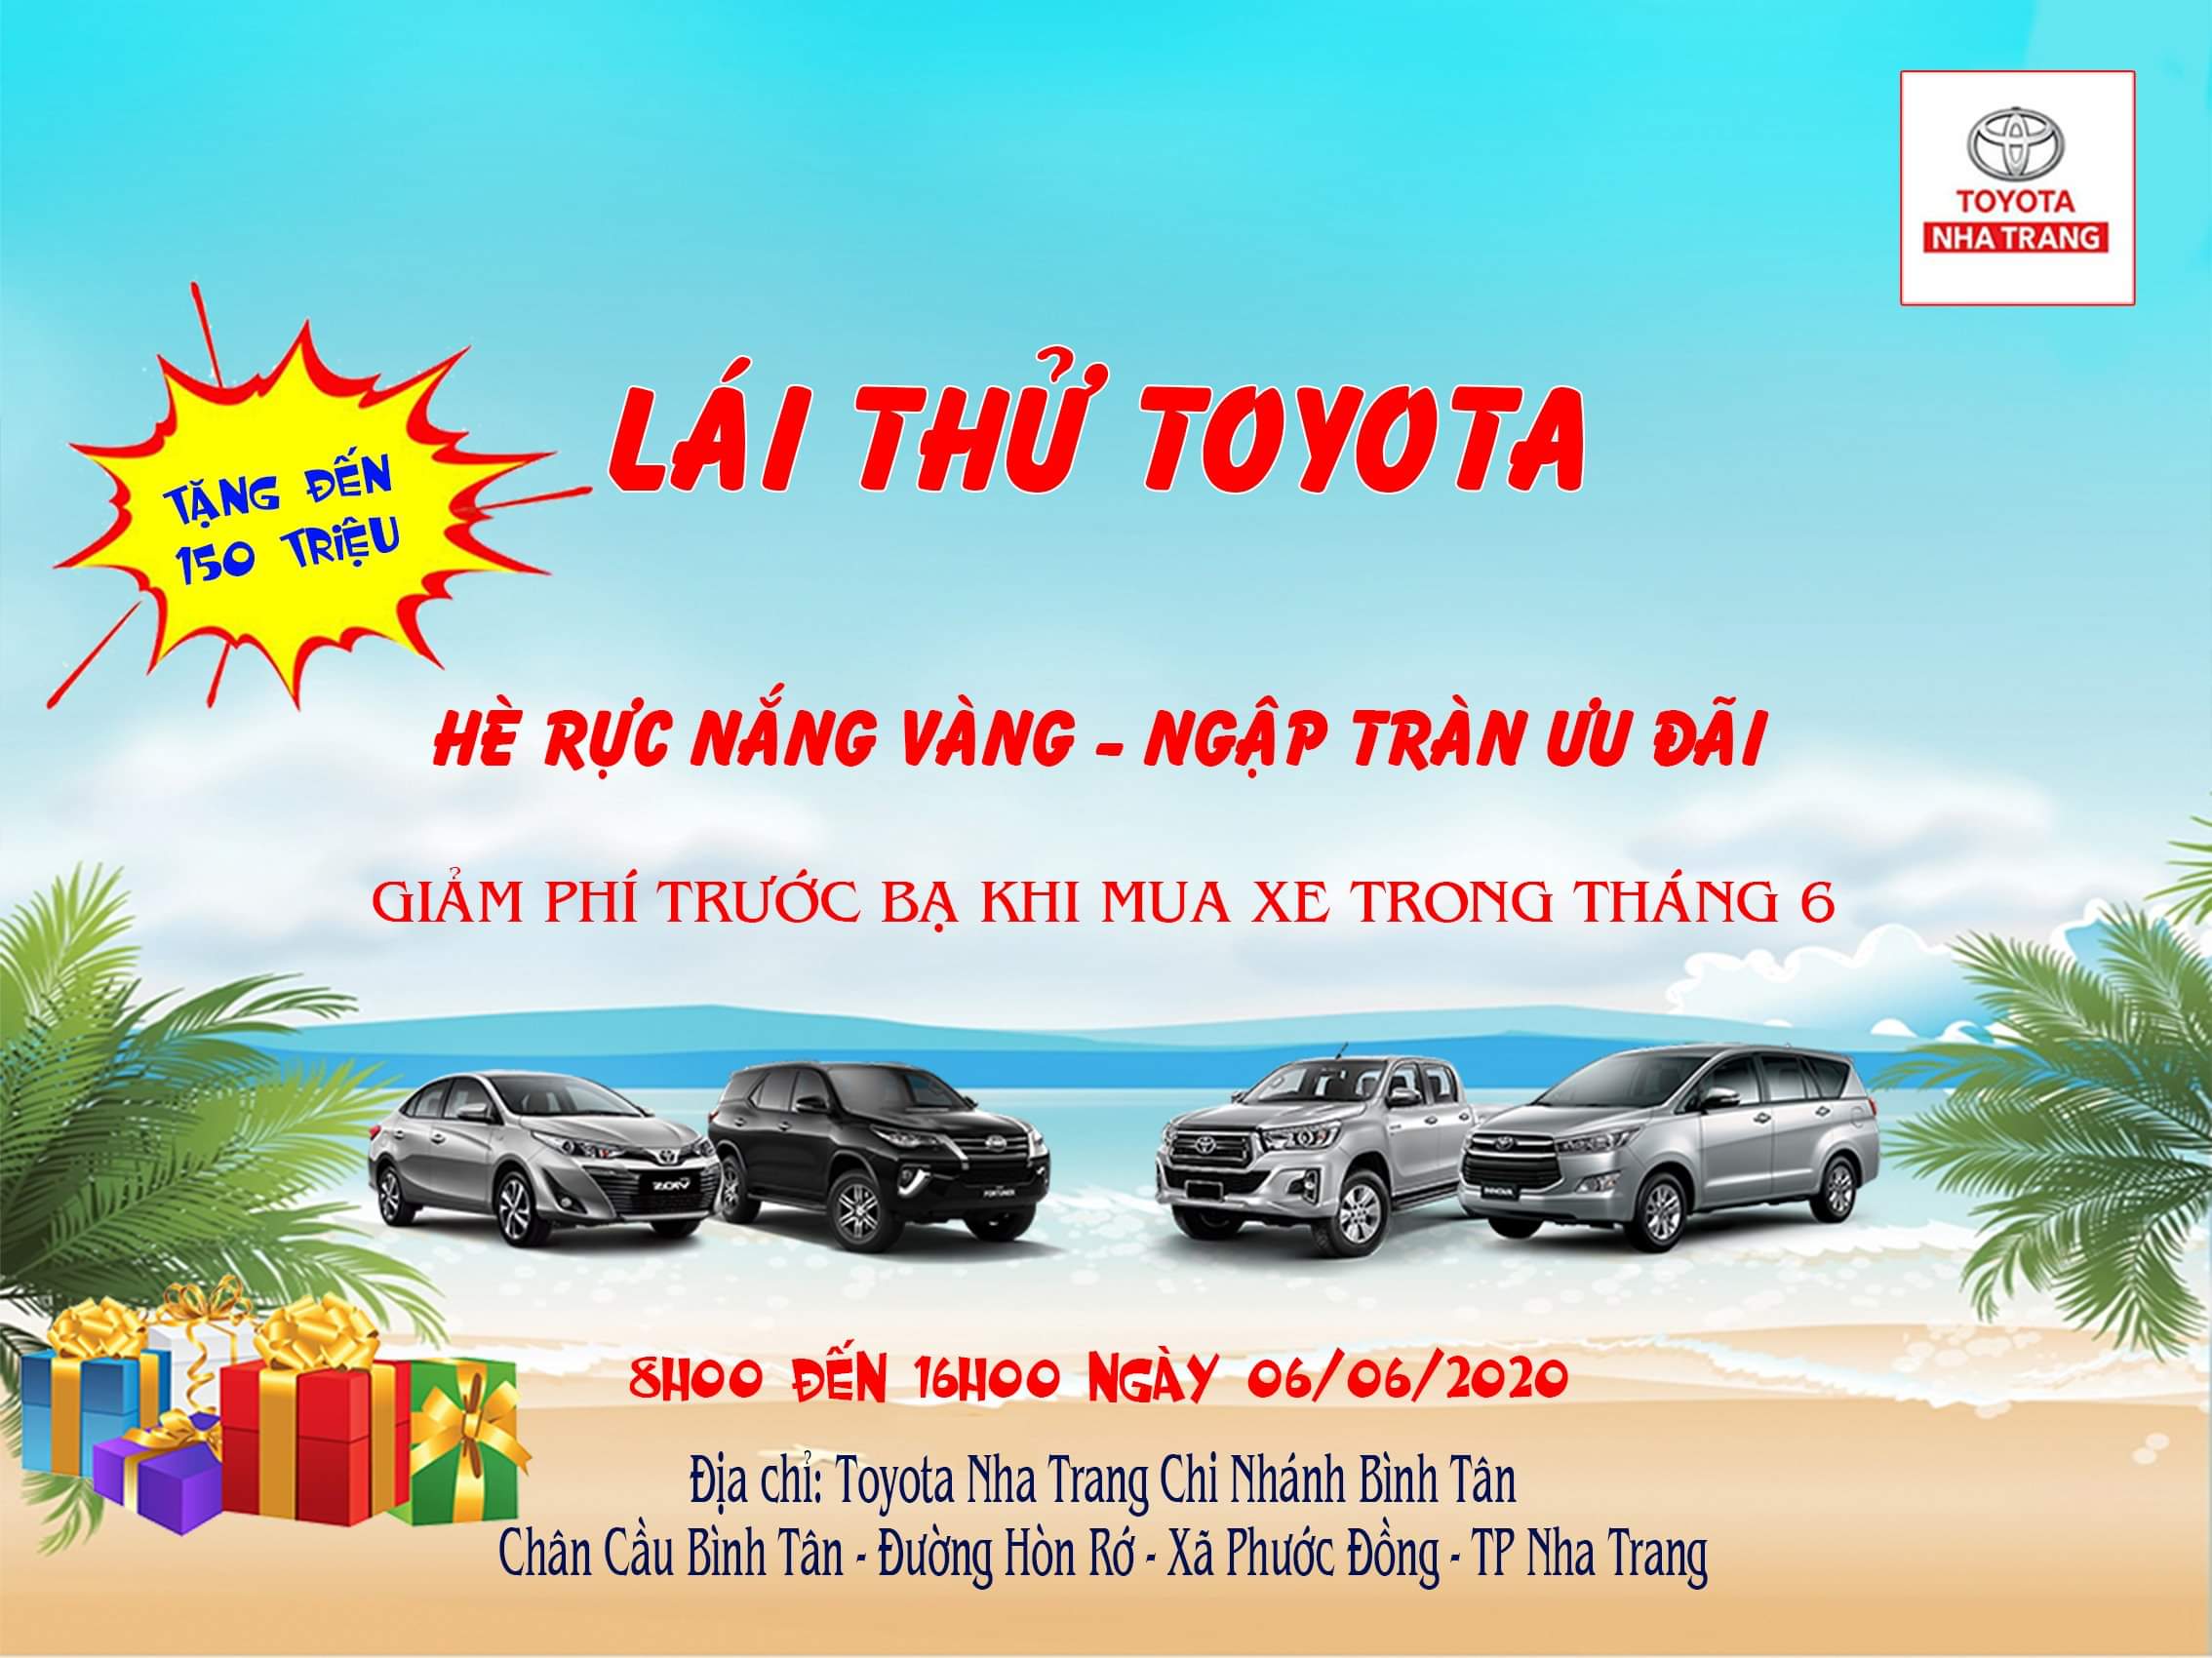 TOYOTA
NHA TRANG
LÁI THỬ TOYOTA
TẶNG ĐẾN
150 TRIỆU
HÈ RỰC NẮNG VÀNG - NGẬP TRÀN ƯU ĐÃI
GIẢM PHÍ TRƯỚC BẠ KHI MUA XE TRONG THÁNG 6
FORTUNER
INNOVA
8H00 ĐẾN 16H00 NGÀY 06/06/2020
Địa chỉ: Toyota Nha Trang Chi Nhánh Bình Tân
Chân Cầu Bình Tân - Đường Hòn Rớ - Xã Phước Đồng - TP Nha Trang